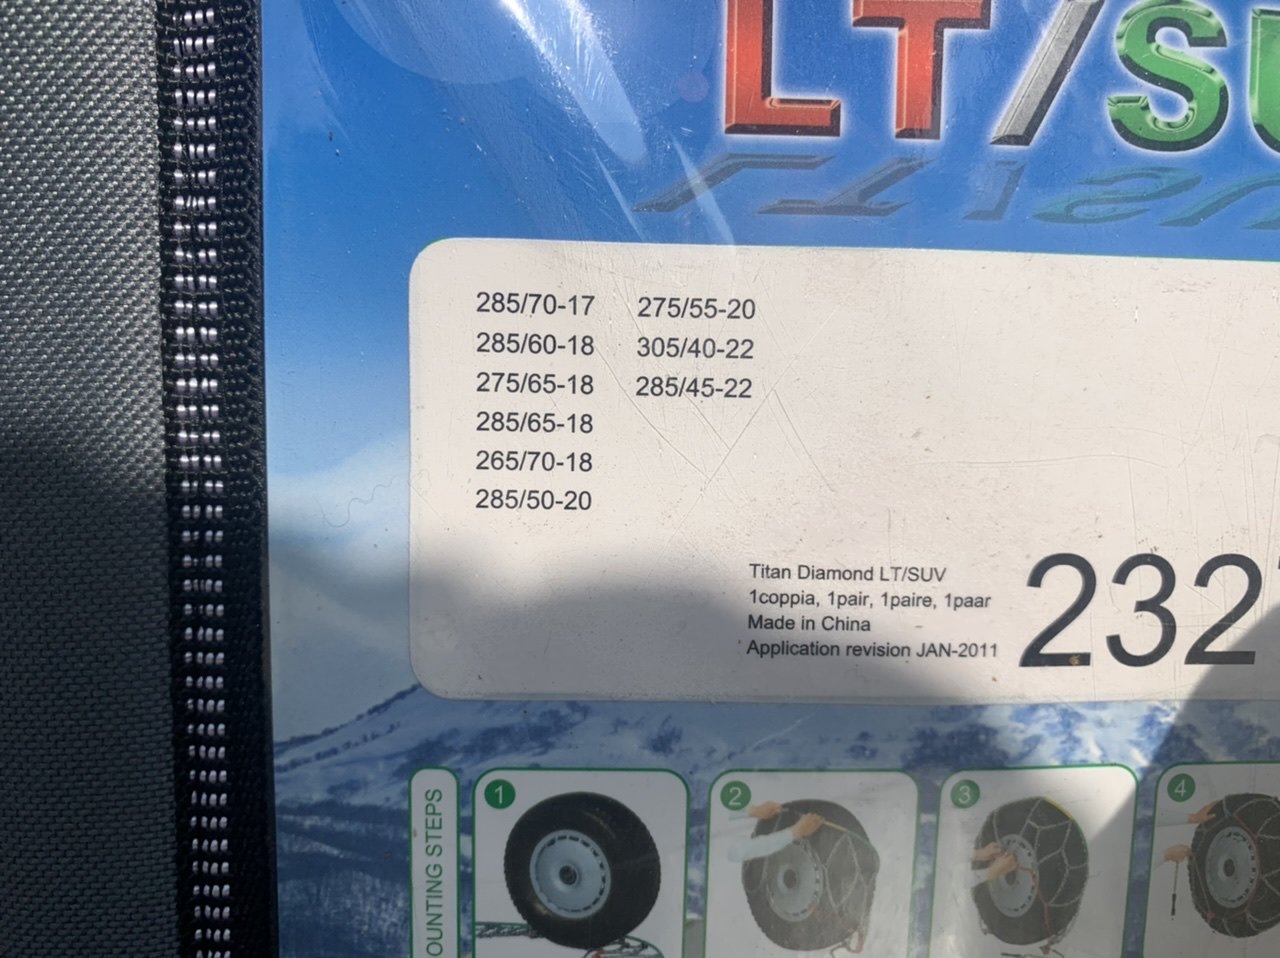 LT/SU
285/70-17
285/60-18
275/65-18
285/65-18
265/70-18
285/50-20
275/55-20
305/40-22
285/45-22
Titan Diamond LT/SUV
1coppia, 1pair, 1paire, 1paar
Made in China
Application revision JAN-2011
232
OUNTING STEPS
1
2
3
4